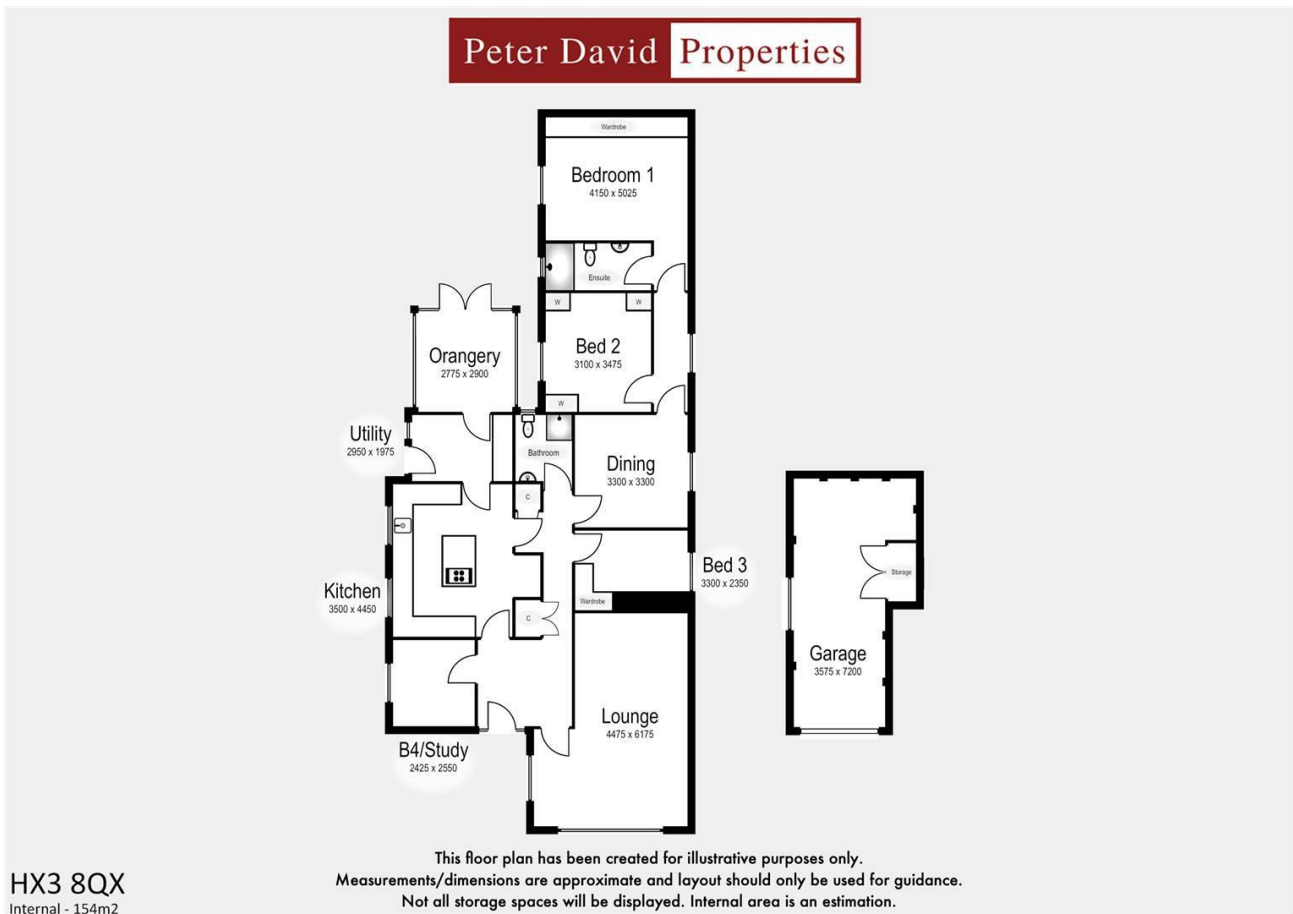 Peter David Properties
Wardrobe
Bedroom 1
4150 x 5025
Ensuite
W
W
Bed 2
3100 x 3475
W
Orangery
2775 x 2900
Utility
2950 x 1975
Bathroom
Dining
3300 x 3300
C
Kitchen
3500 x 4450
Bed 3
3300 x 2350
Wardrobe
C
Storage
Garage
3575 x 7200
Lounge
4475 x 6175
B4/Study
2425 x 2550
This floor plan has been created for illustrative purposes only.
Measurements/dimensions are approximate and layout should only be used for guidance.
Not all storage spaces will be displayed. Internal area is an estimation.
HX3 8QX
Internal - 154m2